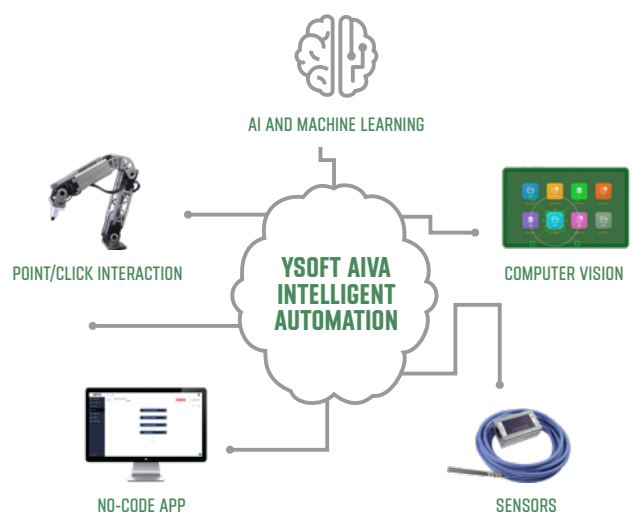 AI AND MACHINE LEARNING
POINT/CLICK INTERACTION
COMPUTER VISION
YSOFT AIVA
INTELLIGENT
AUTOMATION
NO-CODE APP
SENSORS